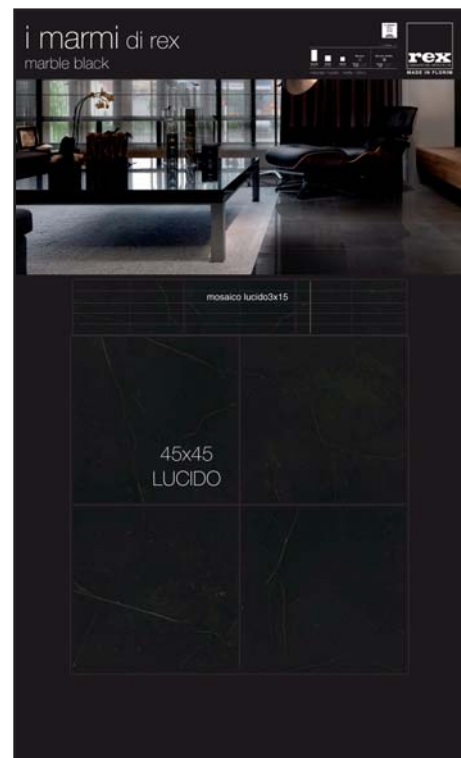 i marmi di rex
marble black
rex
MADE IN FLORIM
mosaico lucido3x15
45x45
LUCIDO